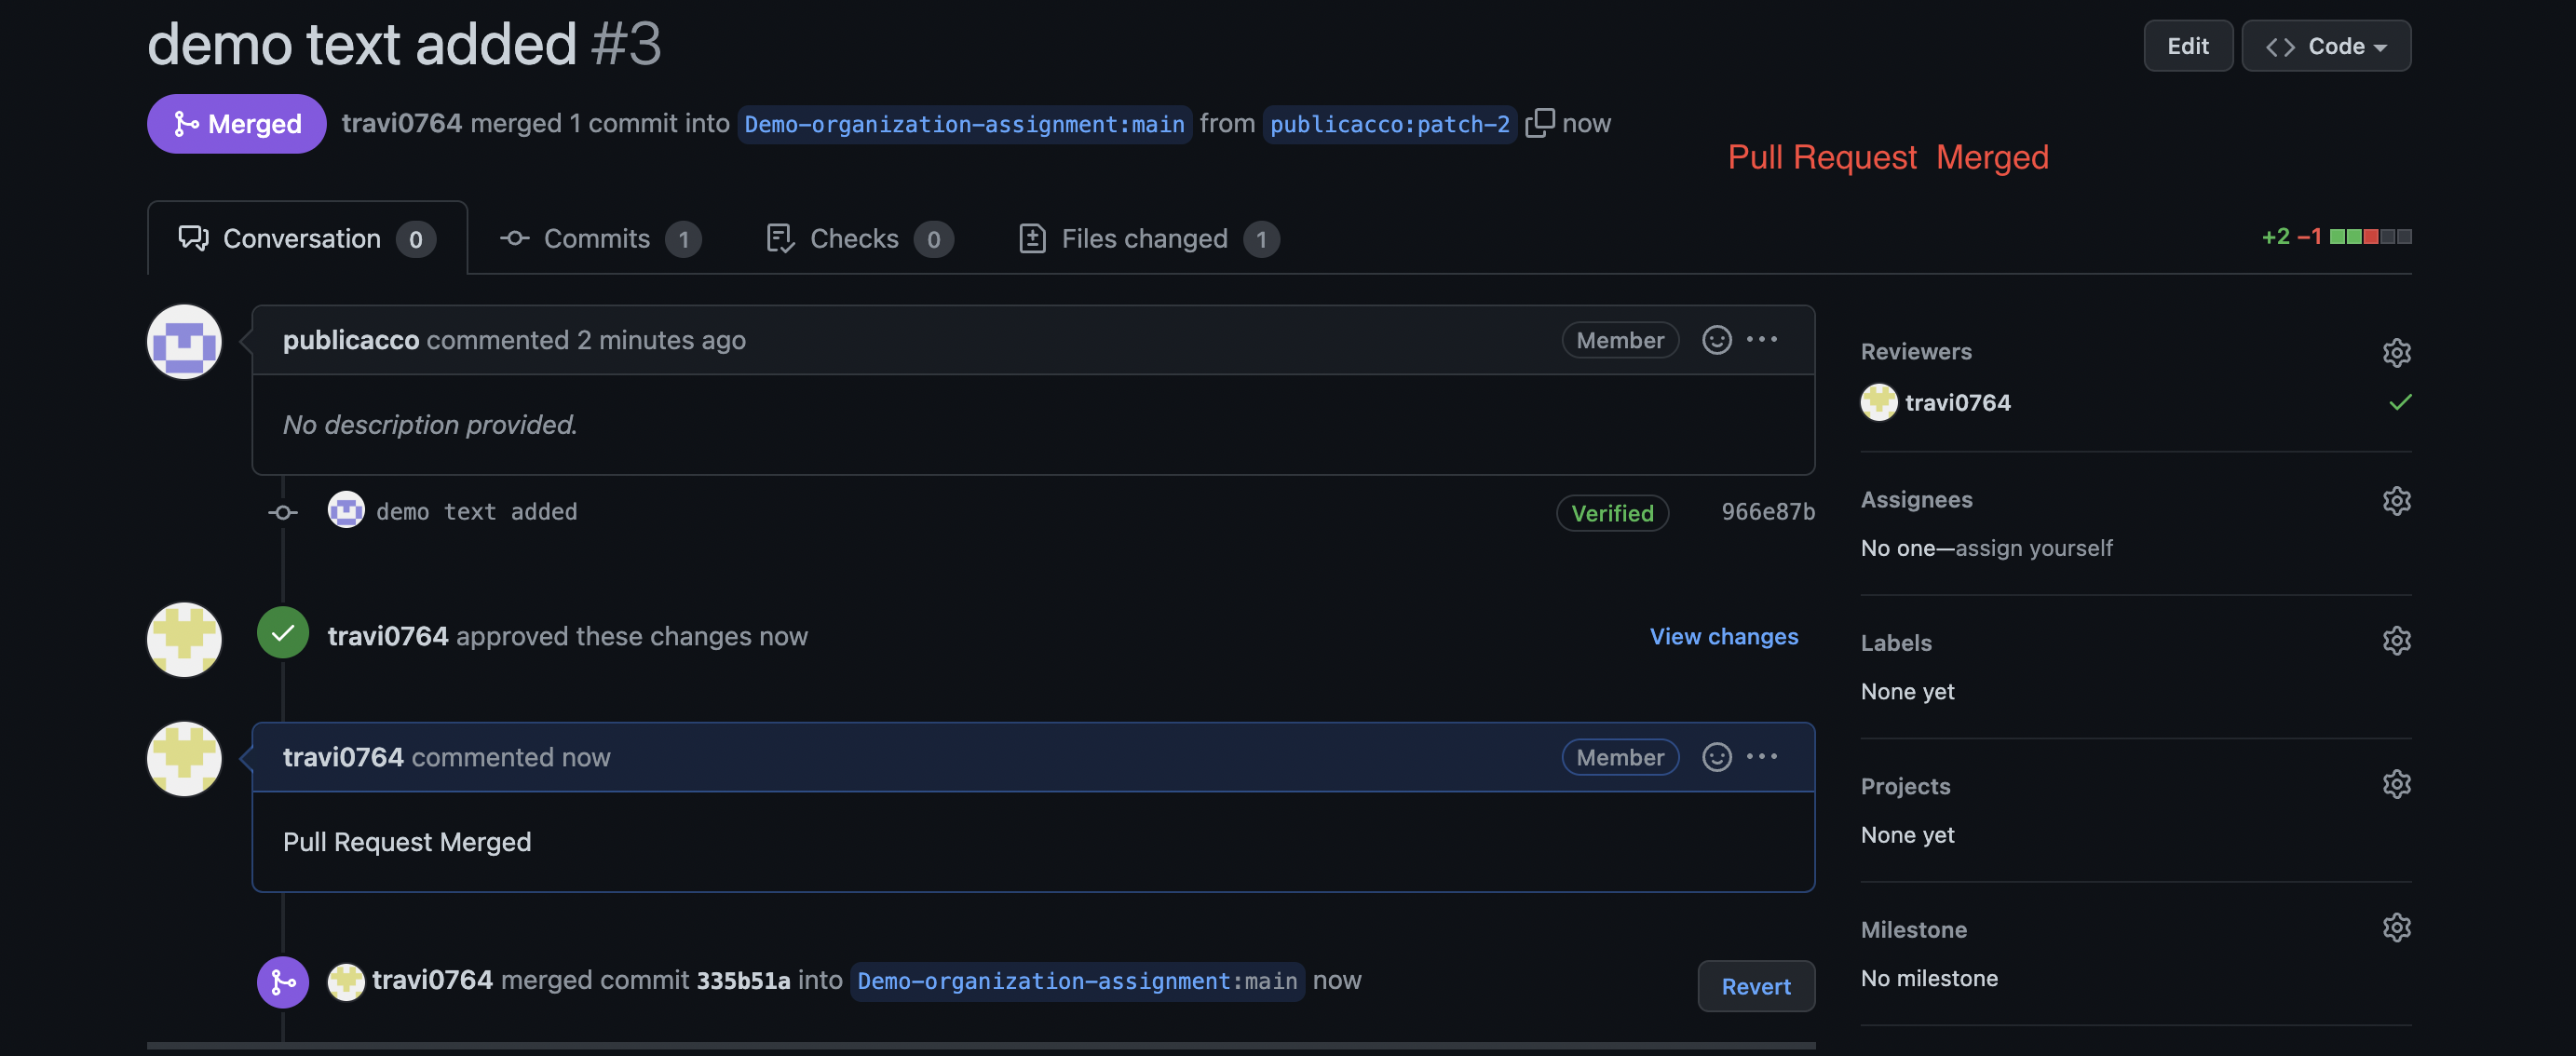 demo text added #3
Edit
Code
Merged
travi0764 merged 1 commit into Demo-organization-assignment:main from publicacco:patch-2 now
Pull Request  Merged
Conversation 0
Commits 1
Checks 0
Files changed 1
+2 −1
publicacco commented 2 minutes ago
Member
No description provided.
demo text added
Verified
966e87b
travi0764 approved these changes now
View changes
travi0764 commented now
Member
Pull Request Merged
travi0764 merged commit 335b51a into Demo-organization-assignment:main now
Revert
Reviewers
travi0764
Assignees
No one—assign yourself
Labels
None yet
Projects
None yet
Milestone
No milestone